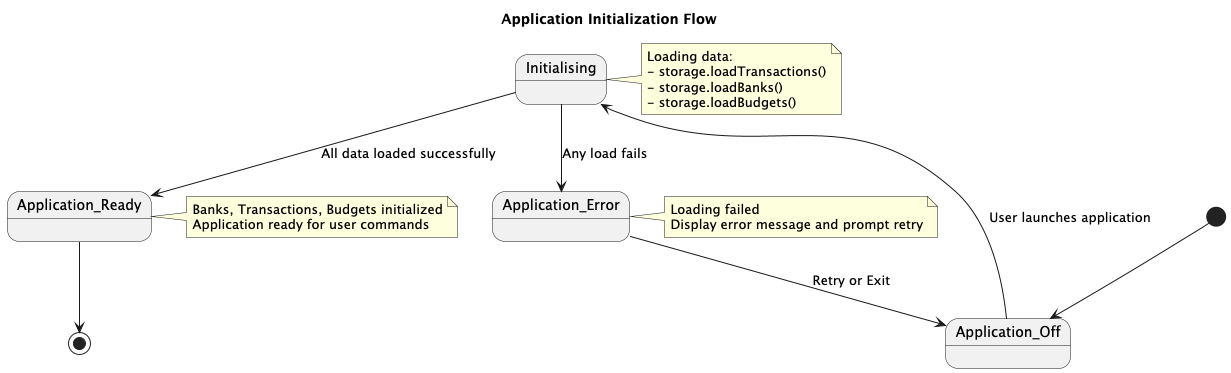 Application Initialization Flow
Initialising
Loading data:
– storage.loadTransactions()
– storage.loadBanks()
– storage.loadBudgets()
All data loaded successfully
Any load fails
Application_Ready
Banks, Transactions, Budgets initialized
Application ready for user commands
Application_Error
Loading failed
Display error message and prompt retry
User launches application
Retry or Exit
Application_Off